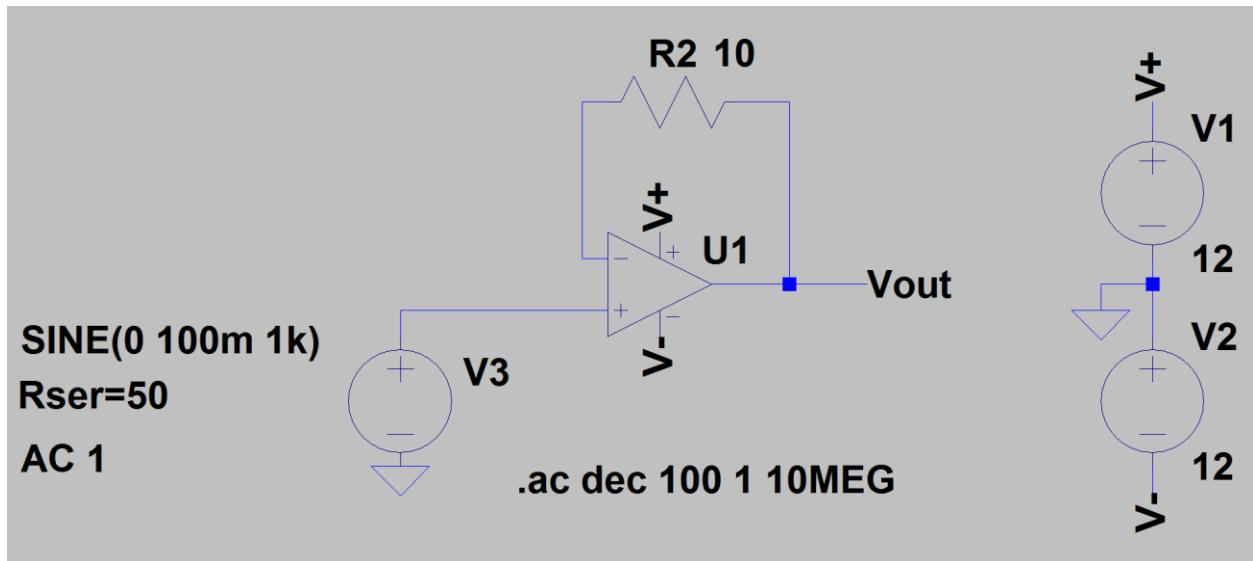 R2 10
V+
V1
V+
U1
12
Vout
SINE(0 100m 1k)
V3
V-
V2
Rser=50
AC 1
.ac dec 100 1 10MEG
12
V-